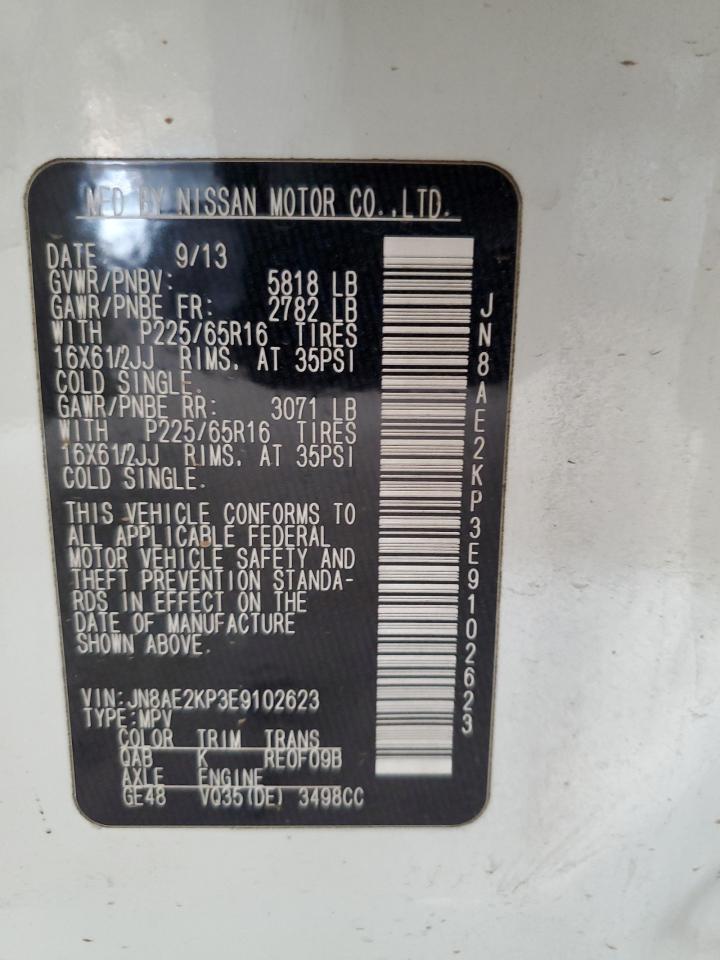 MFD BY NISSAN MOTOR CO.,LTD.
DATE 9/13
GVWR/PNBV: 5818 LB
GAWR/PNBE FR: 2782 LB
WITH P225/65R16 TIRES
16X61/2JJ RIMS. AT 35PSI
COLD SINGLE.
GAWR/PNBE RR: 3071 LB
WITH P225/65R16 TIRES
16X61/2JJ RIMS. AT 35PSI
COLD SINGLE.
THIS VEHICLE CONFORMS TO
ALL APPLICABLE FEDERAL
MOTOR VEHICLE SAFETY AND
THEFT PREVENTION STANDA-
RDS IN EFFECT ON THE
DATE OF MANUFACTURE
SHOWN ABOVE.
VIN:JN8AE2KP3E9102623
TYPE:MPV
COLOR TRIM TRANS
QAB K RE0F09B
AXLE ENGINE
GE48 VQ35(DE) 3498CC
JN8AE2KP3E9102623